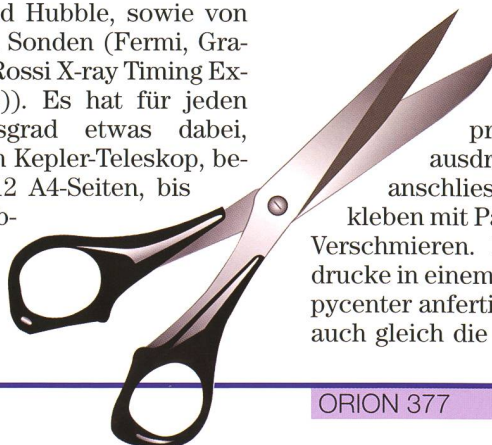 d Hubble, sowie von
Sonden (Fermi, Gra-
Rossi X-ray Timing Ex-
)). Es hat für jeden
sgrad etwas dabei,
n Kepler-Teleskop, be-
12 A4-Seiten, bis
o-
pr
ausdr
anschlies
kleben mit Pa
Verschmieren.
drucke in einem
pycenter anfertig
auch gleich die
ORION 377